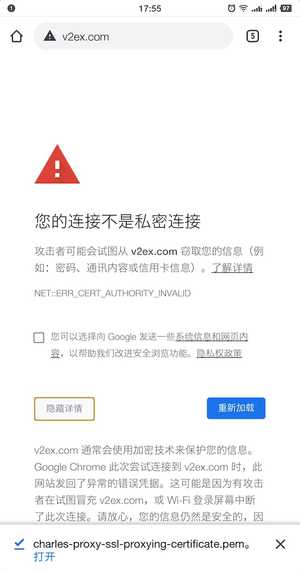 17:55
97
v2ex.com
5
您的连接不是私密连接
攻击者可能会试图从 v2ex.com 窃取您的信息（例
如：密码、通讯内容或信用卡信息）。了解详情
NET::ERR_CERT_AUTHORITY_INVALID
您可以选择向 Google 发送一些系统信息和网页内
容，以帮助我们改进安全浏览功能。隐私权政策
隐藏详情
重新加载
v2ex.com 通常会使用加密技术来保护您的信息。
Google Chrome 此次尝试连接到 v2ex.com 时，此
网站发回了异常的错误凭据。这可能是因为有攻击
者在试图冒充 v2ex.com，或 Wi-Fi 登录屏幕中断
了此次连接。请放心，您的信息仍然是安全的，因
charles-proxy-ssl-proxying-certificate.pem。
打开